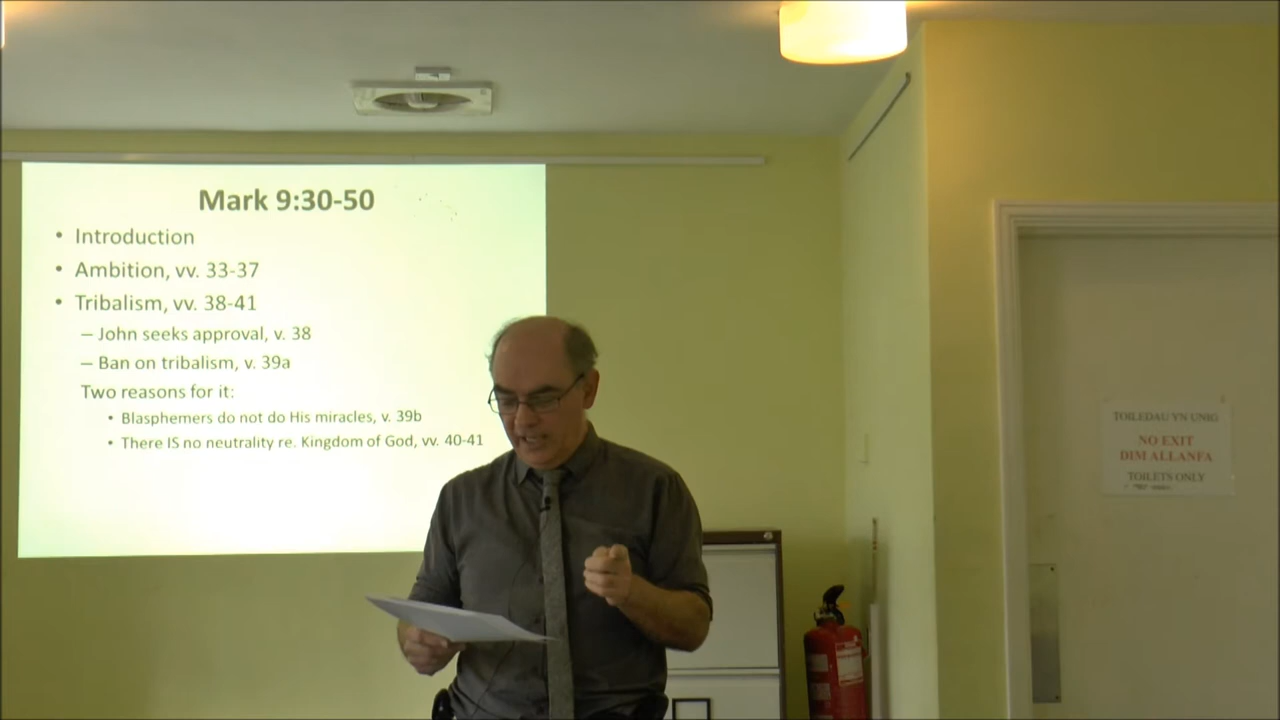 Mark 9:30-50
• Introduction
• Ambition, vv. 33-37
• Tribalism, vv. 38-41
– John seeks approval, v. 38
– Ban on tribalism, v. 39a
Two reasons for it:
• Blasphemers do not do His miracles, v. 39b
• There IS no neutrality re. Kingdom of God, vv. 40-41
TOILEDAU YN UNIG
NO EXIT
DIM ALLANFA
TOILETS ONLY